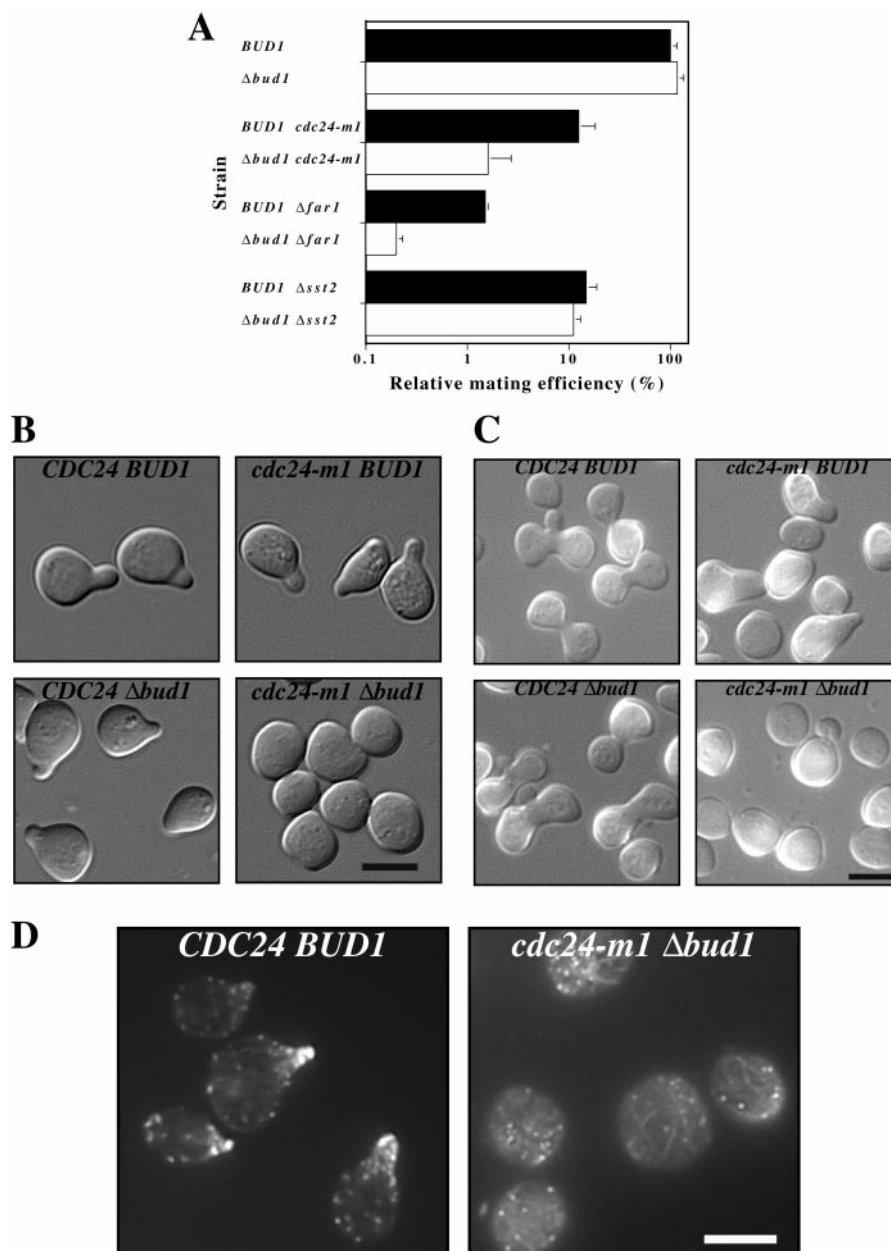 A
Strain
BUD1
Δbud1
BUD1 cdc24-m1
Δbud1 cdc24-m1
BUD1 Δfar1
Δbud1 Δfar1
BUD1 Δsst2
Δbud1 Δsst2
0.1 1 10 100
Relative mating efficiency (%)
B
CDC24 BUD1
cdc24-m1 BUD1
CDC24 Δbud1
cdc24-m1 Δbud1
C
CDC24 BUD1
cdc24-m1 BUD1
CDC24 Δbud1
cdc24-m1 Δbud1
D
CDC24 BUD1
cdc24-m1 Δbud1